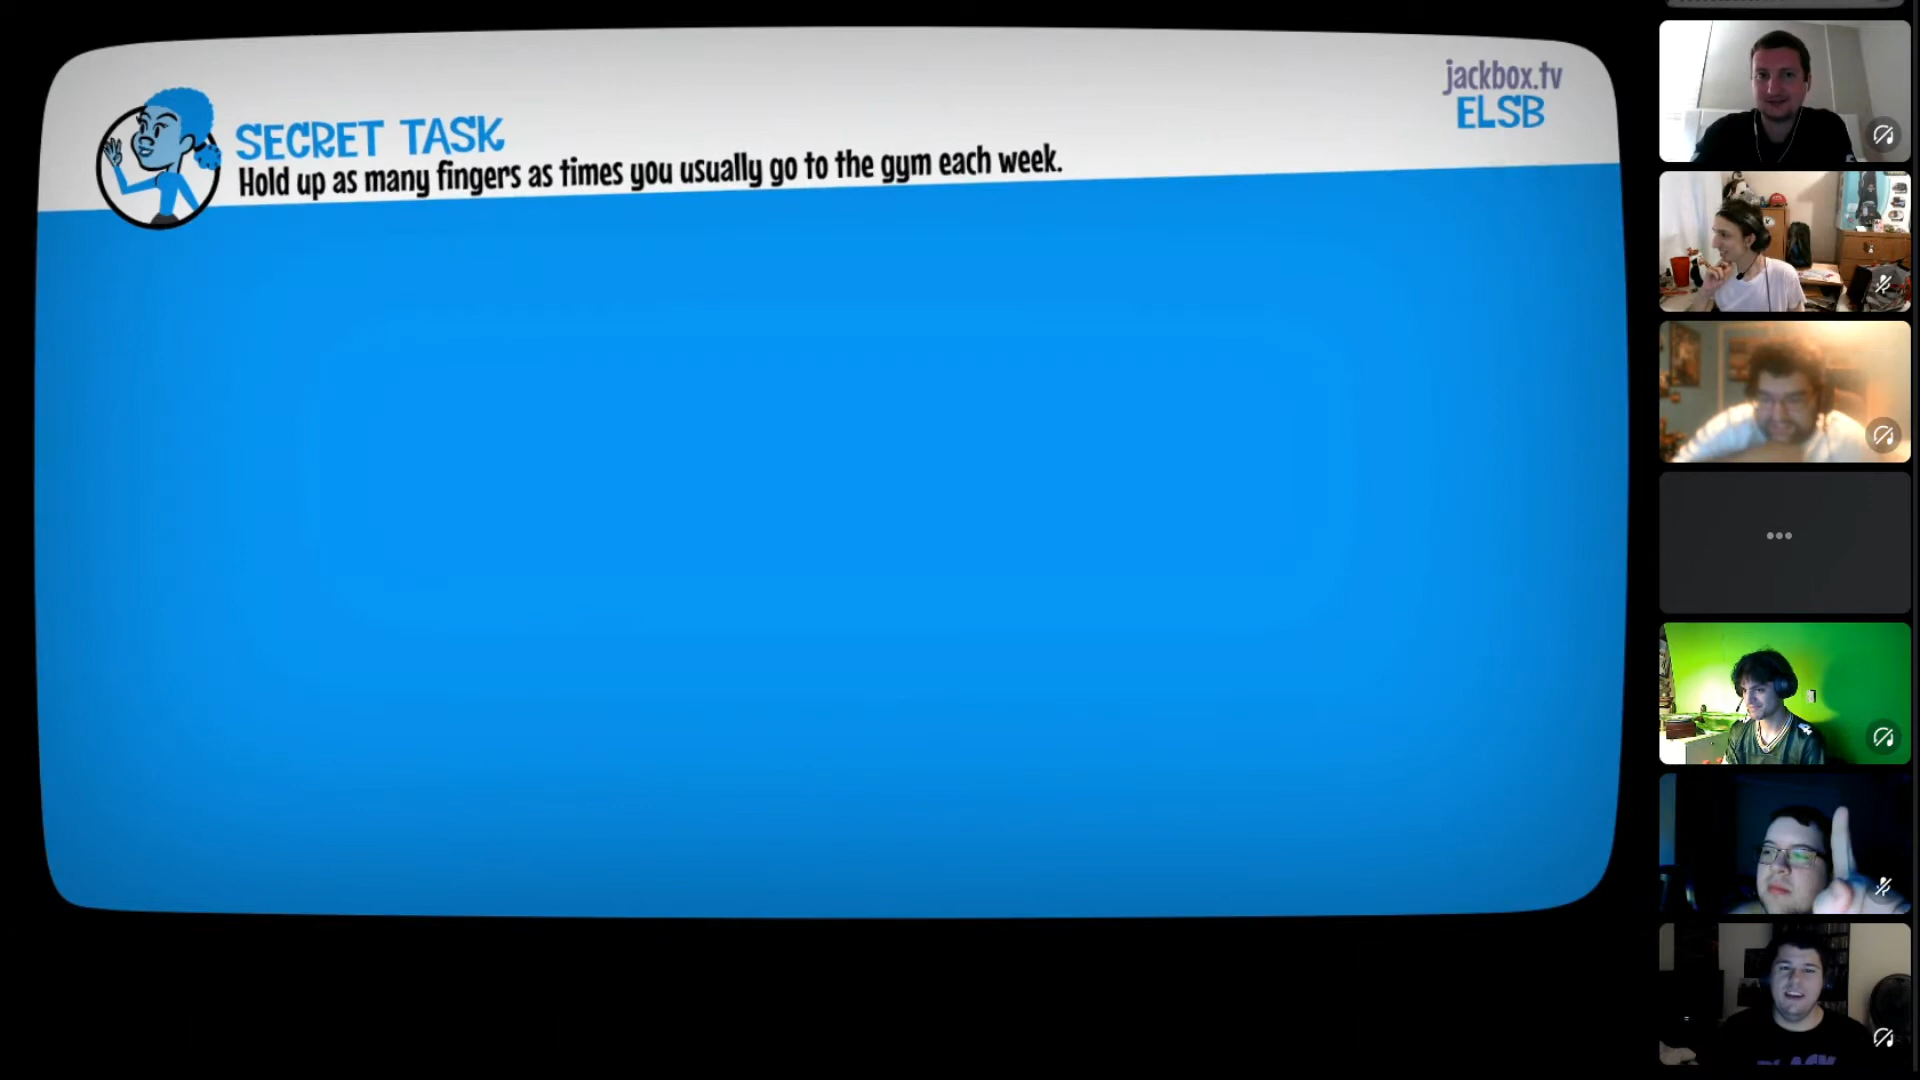 jackbox.tv
ELSB
SECRET TASK
Hold up as many fingers as times you usually go to the gym each week.